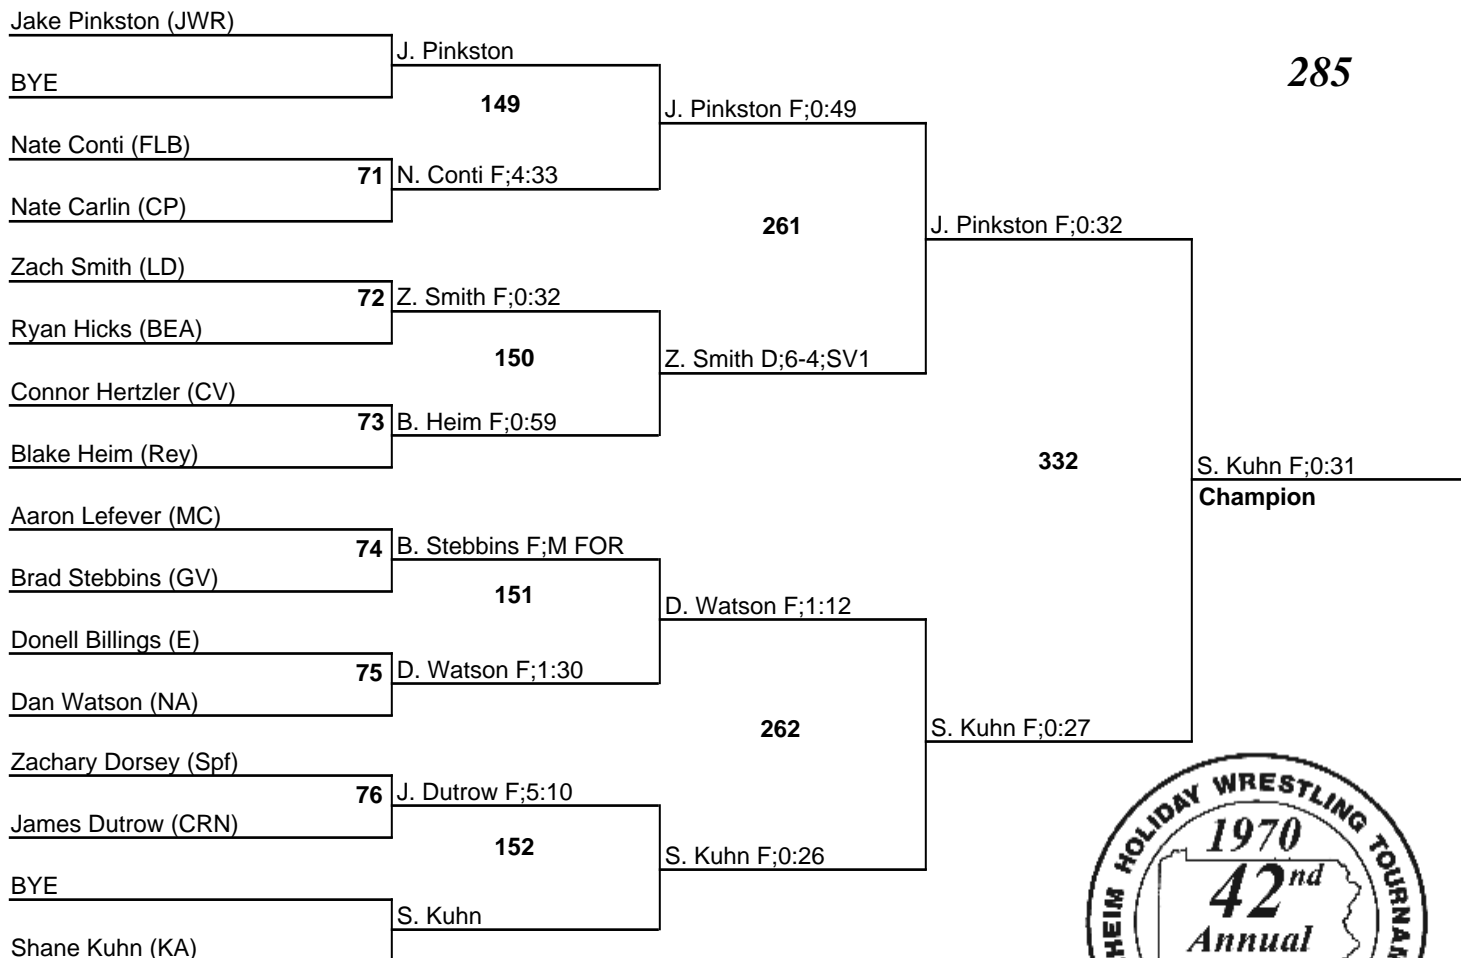 Jake Pinkston (JWR)
J. Pinkston
BYE
285
149
J. Pinkston F;0:49
Nate Conti (FLB)
71 N. Conti F;4:33
Nate Carlin (CP)
261
J. Pinkston F;0:32
Zach Smith (LD)
72 Z. Smith F;0:32
Ryan Hicks (BEA)
150
Z. Smith D;6-4;SV1
Connor Hertzler (CV)
73 B. Heim F;0:59
Blake Heim (Rey)
332
S. Kuhn F;0:31
Champion
Aaron Lefever (MC)
74 B. Stebbins F;M FOR
Brad Stebbins (GV)
151
D. Watson F;1:12
Donell Billings (E)
75 D. Watson F;1:30
Dan Watson (NA)
262
S. Kuhn F;0:27
Zachary Dorsey (Spf)
76 J. Dutrow F;5:10
James Dutrow (CRN)
152
S. Kuhn F;0:26
BYE
S. Kuhn
Shane Kuhn (KA)
HEIM HOLIDAY WRESTLING TOURNAM
1970
42nd
Annual